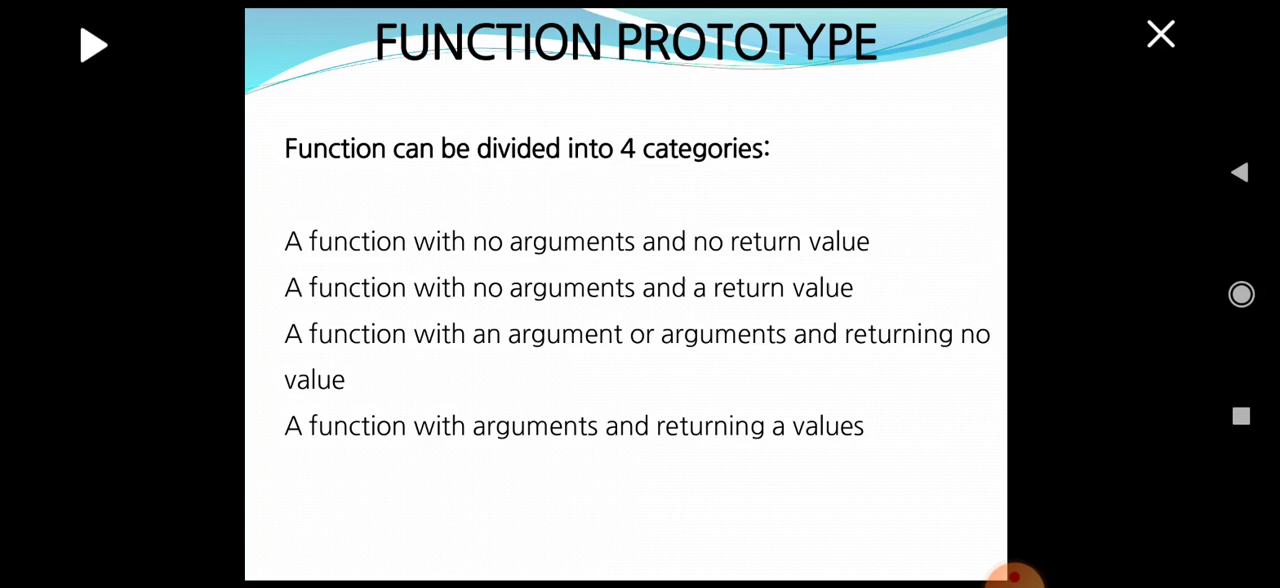 FUNCTION PROTOTYPE
Function can be divided into 4 categories:
A function with no arguments and no return value
A function with no arguments and a return value
A function with an argument or arguments and returning no
value
A function with arguments and returning a values